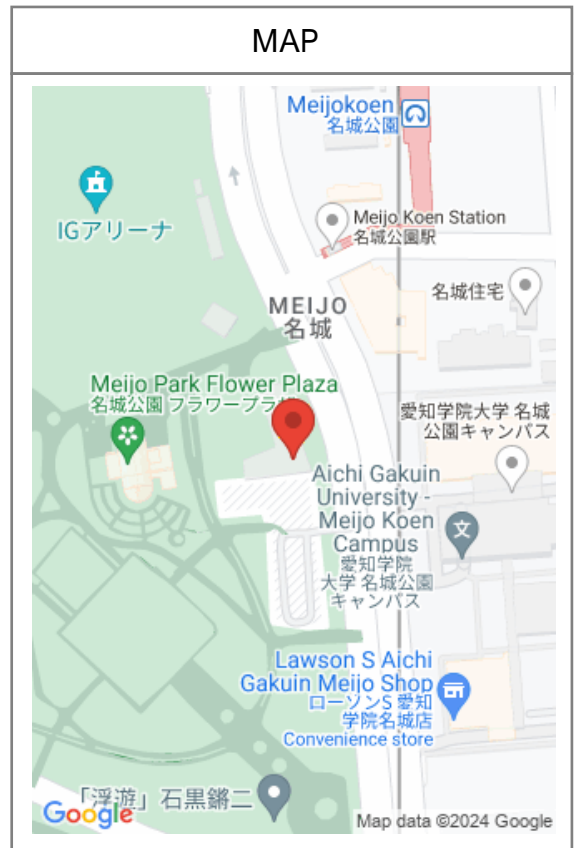 MAP
Meijokoen
名城公園
IGアリーナ
Meijo Koen Station
名城公園駅
名城住宅
MEIJO
名城
Meijo Park Flower Plaza
名城公園 フラワープラザ
愛知学院大学 名城
公園キャンパス
Aichi Gakuin
University -
Meijo Koen
Campus
愛知学院
大学 名城公園
キャンパス
文
Lawson S Aichi
Gakuin Meijo Shop
ローソンS 愛知
学院名城店
Convenience store
「浮遊」石黒鏘二
Google
Map data ©2024 Google